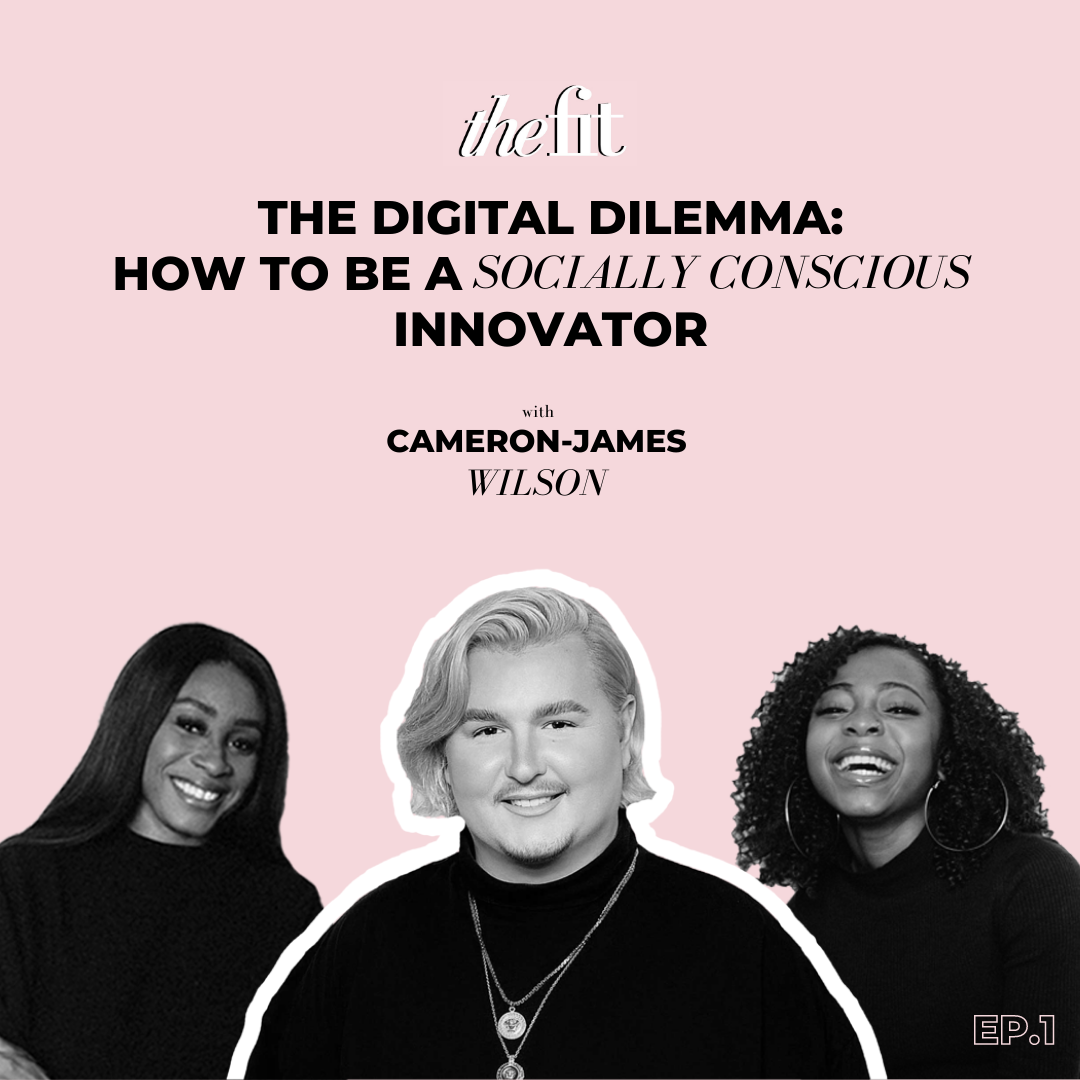 the.fit
THE DIGITAL DILEMMA:
HOW TO BE A SOCIALLY CONSCIOUS
INNOVATOR
with
CAMERON-JAMES
WILSON
EP.1